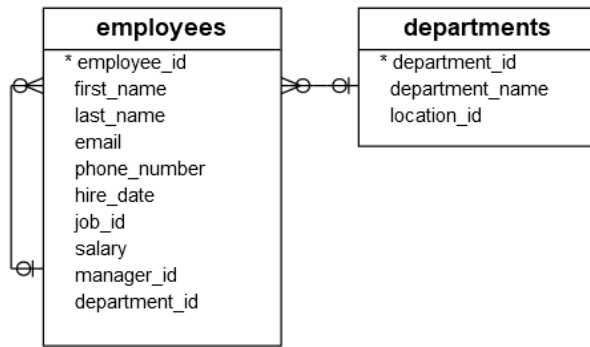 employees
* employee_id
first_name
last_name
email
phone_number
hire_date
job_id
salary
manager_id
department_id
departments
* department_id
department_name
location_id